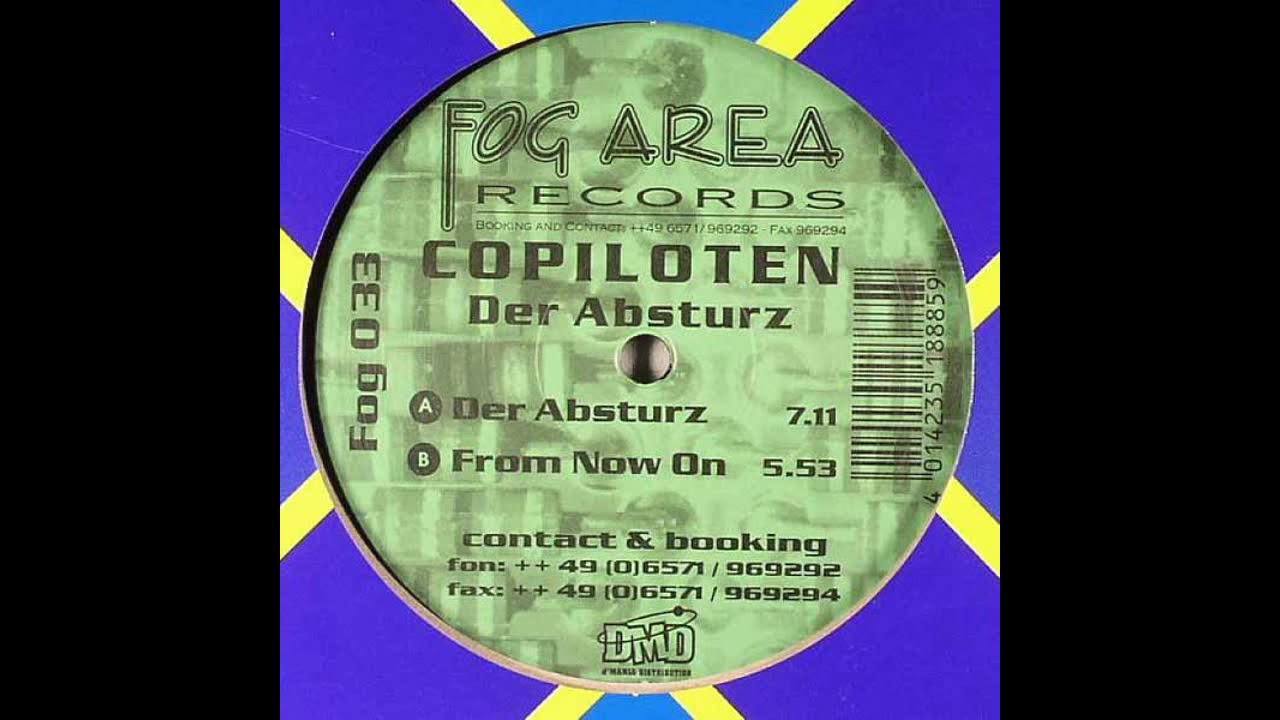 FOG AREA
RECORDS
BOOKING AND CONTACT: ++49 6571/969292 - FAX 969294
COPILOTEN
Der Absturz
Fog 033
A Der Absturz 7.11
B From Now On 5.53
4 014235 188859
contact & booking
fon: ++ 49 (0)6571 / 969292
fax: ++ 49 (0)6571 / 969294
DMD
D'MANLO DISTRIBUTION